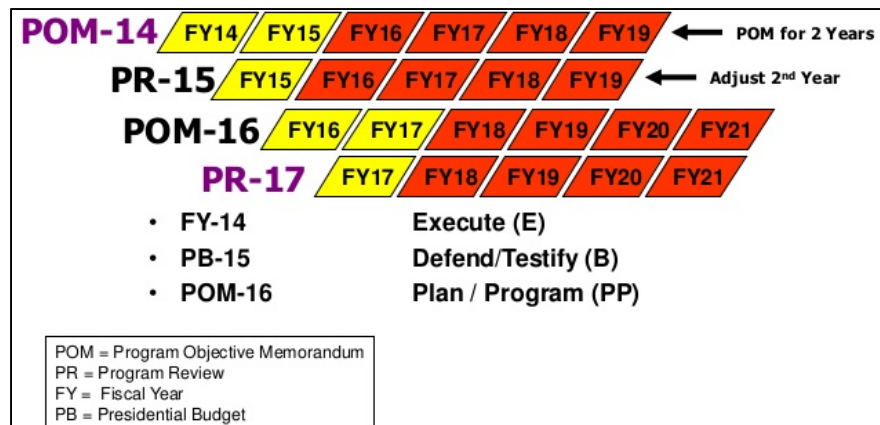 POM-14 FY14 FY15 FY16 FY17 FY18 FY19 POM for 2 Years
PR-15 FY15 FY16 FY17 FY18 FY19 Adjust 2nd Year
POM-16 FY16 FY17 FY18 FY19 FY20 FY21
PR-17 FY17 FY18 FY19 FY20 FY21
• FY-14 Execute (E)
• PB-15 Defend/Testify (B)
• POM-16 Plan / Program (PP)
POM = Program Objective Memorandum
PR = Program Review
FY = Fiscal Year
PB = Presidential Budget